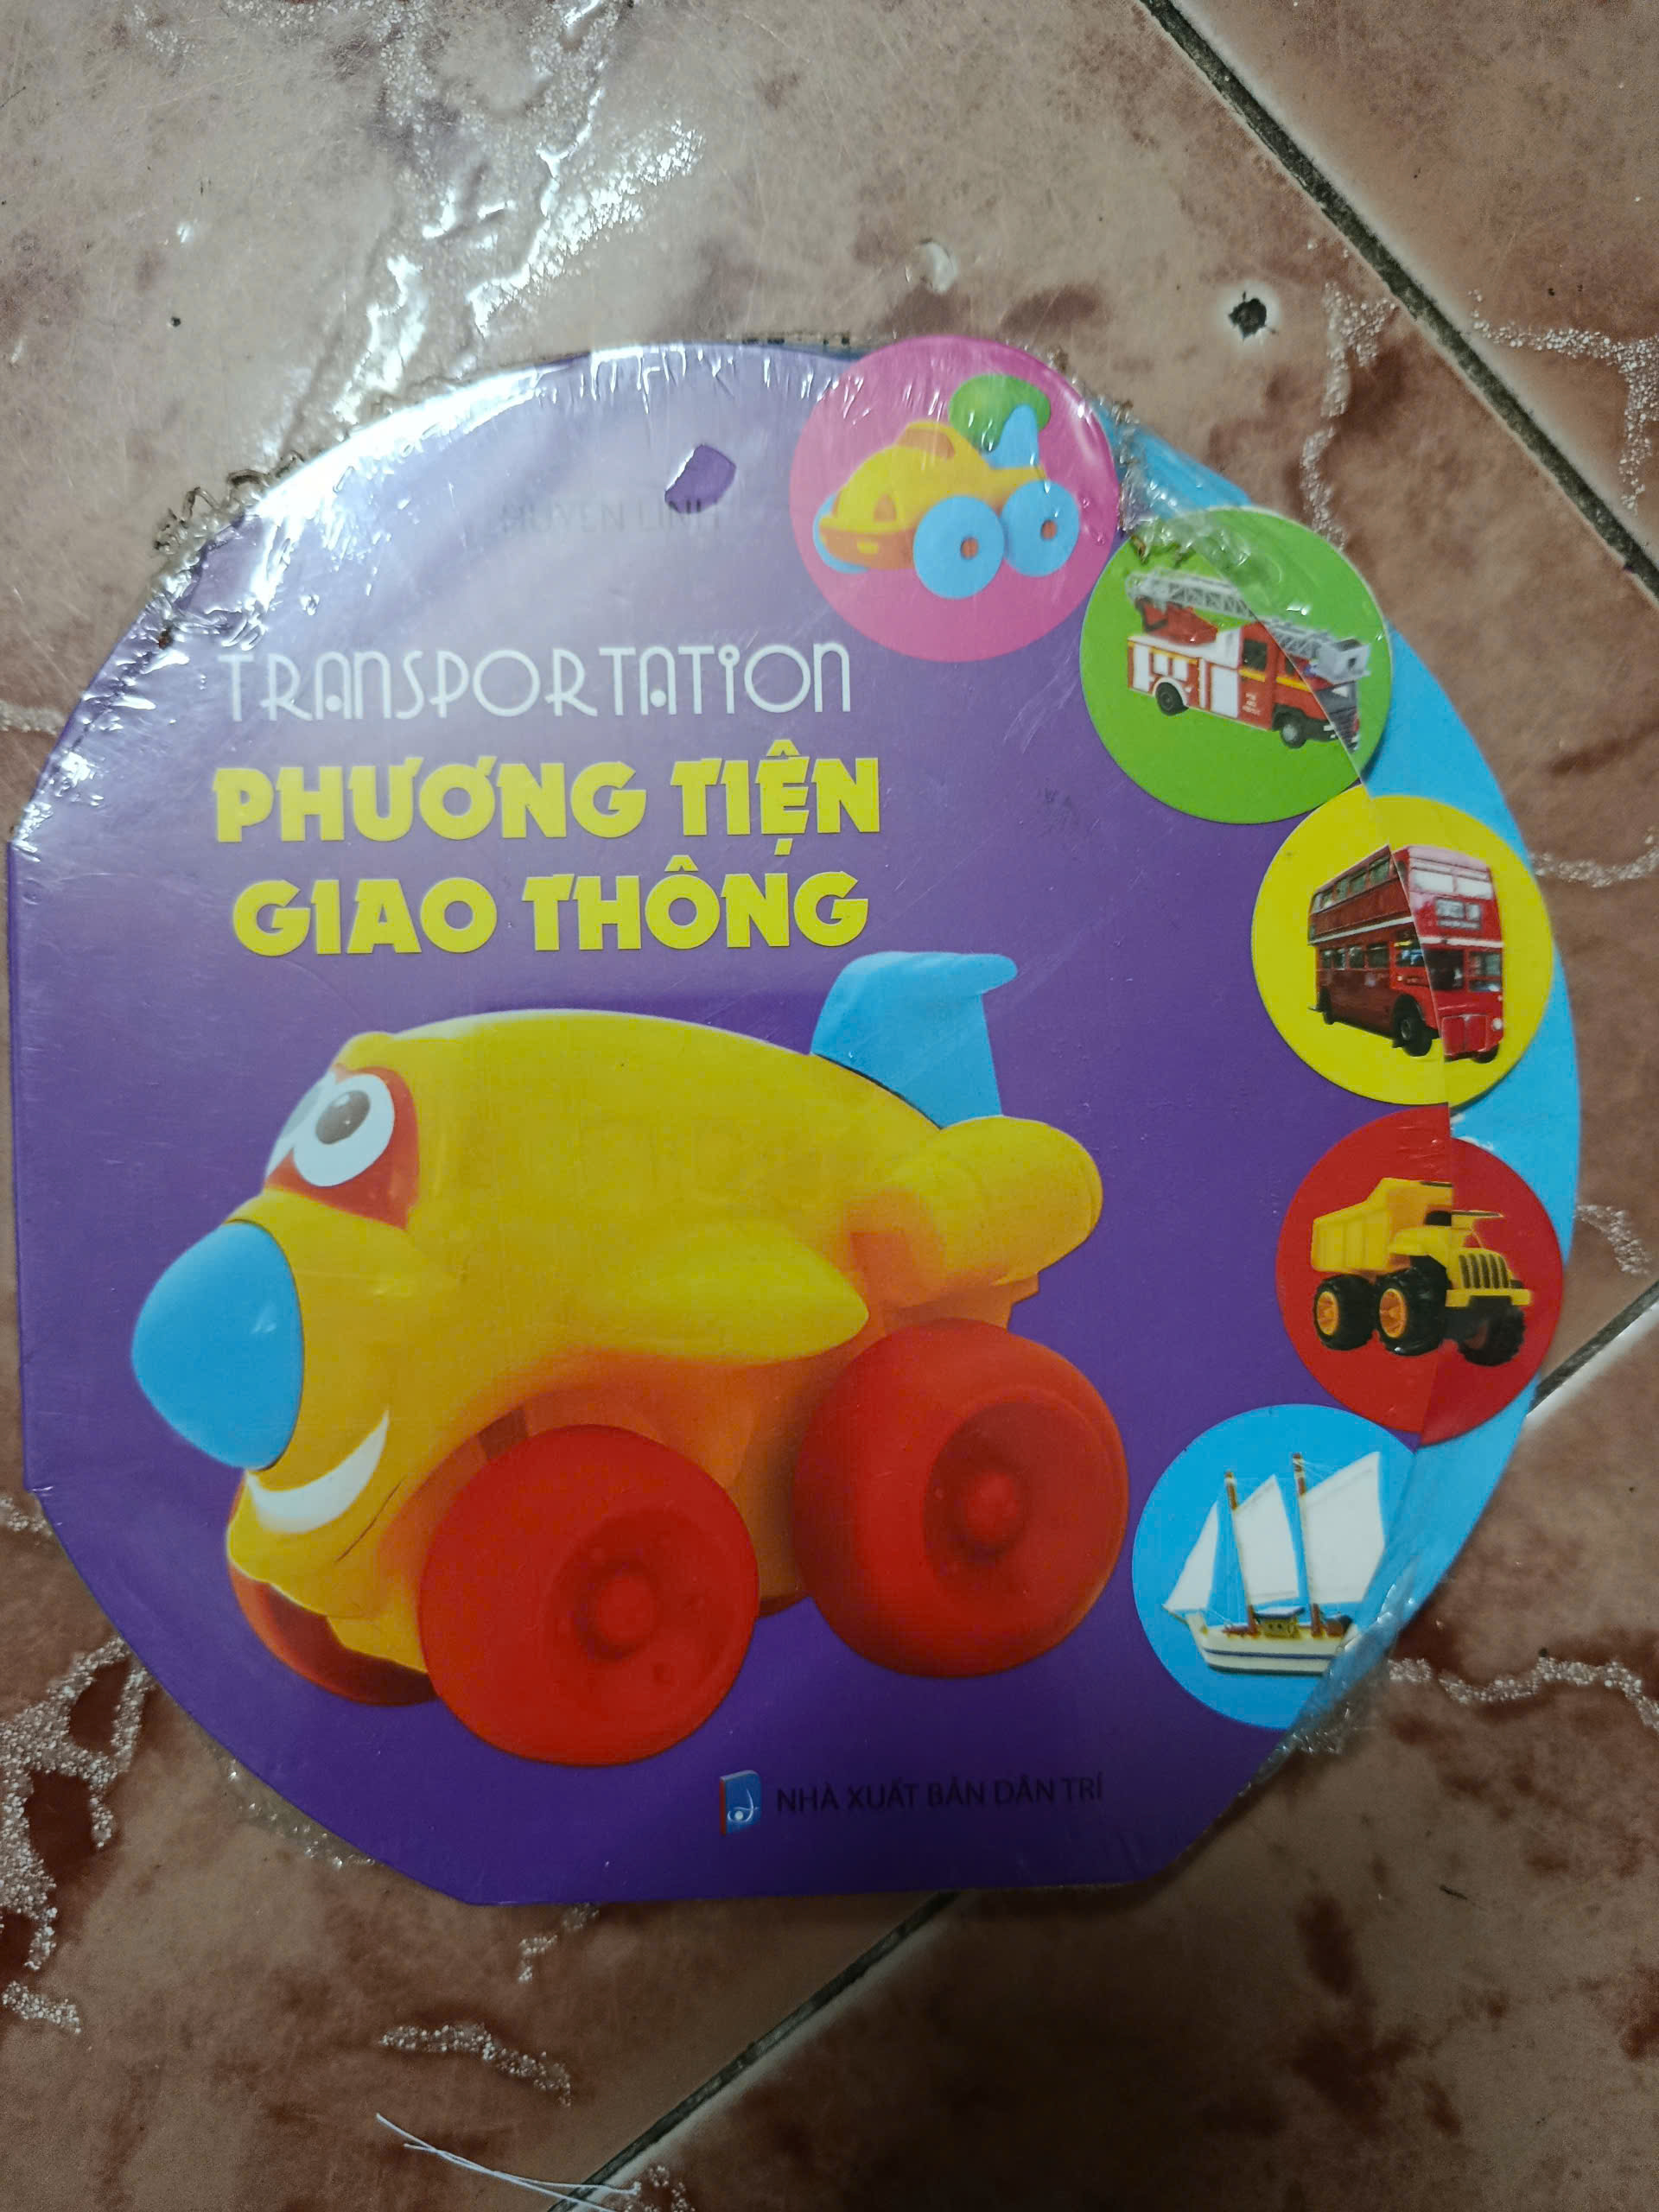 TRANSPORTATION
PHƯƠNG TIỆN
GIAO THÔNG
NHÀ XUẤT BẢN DÂN TRÍ